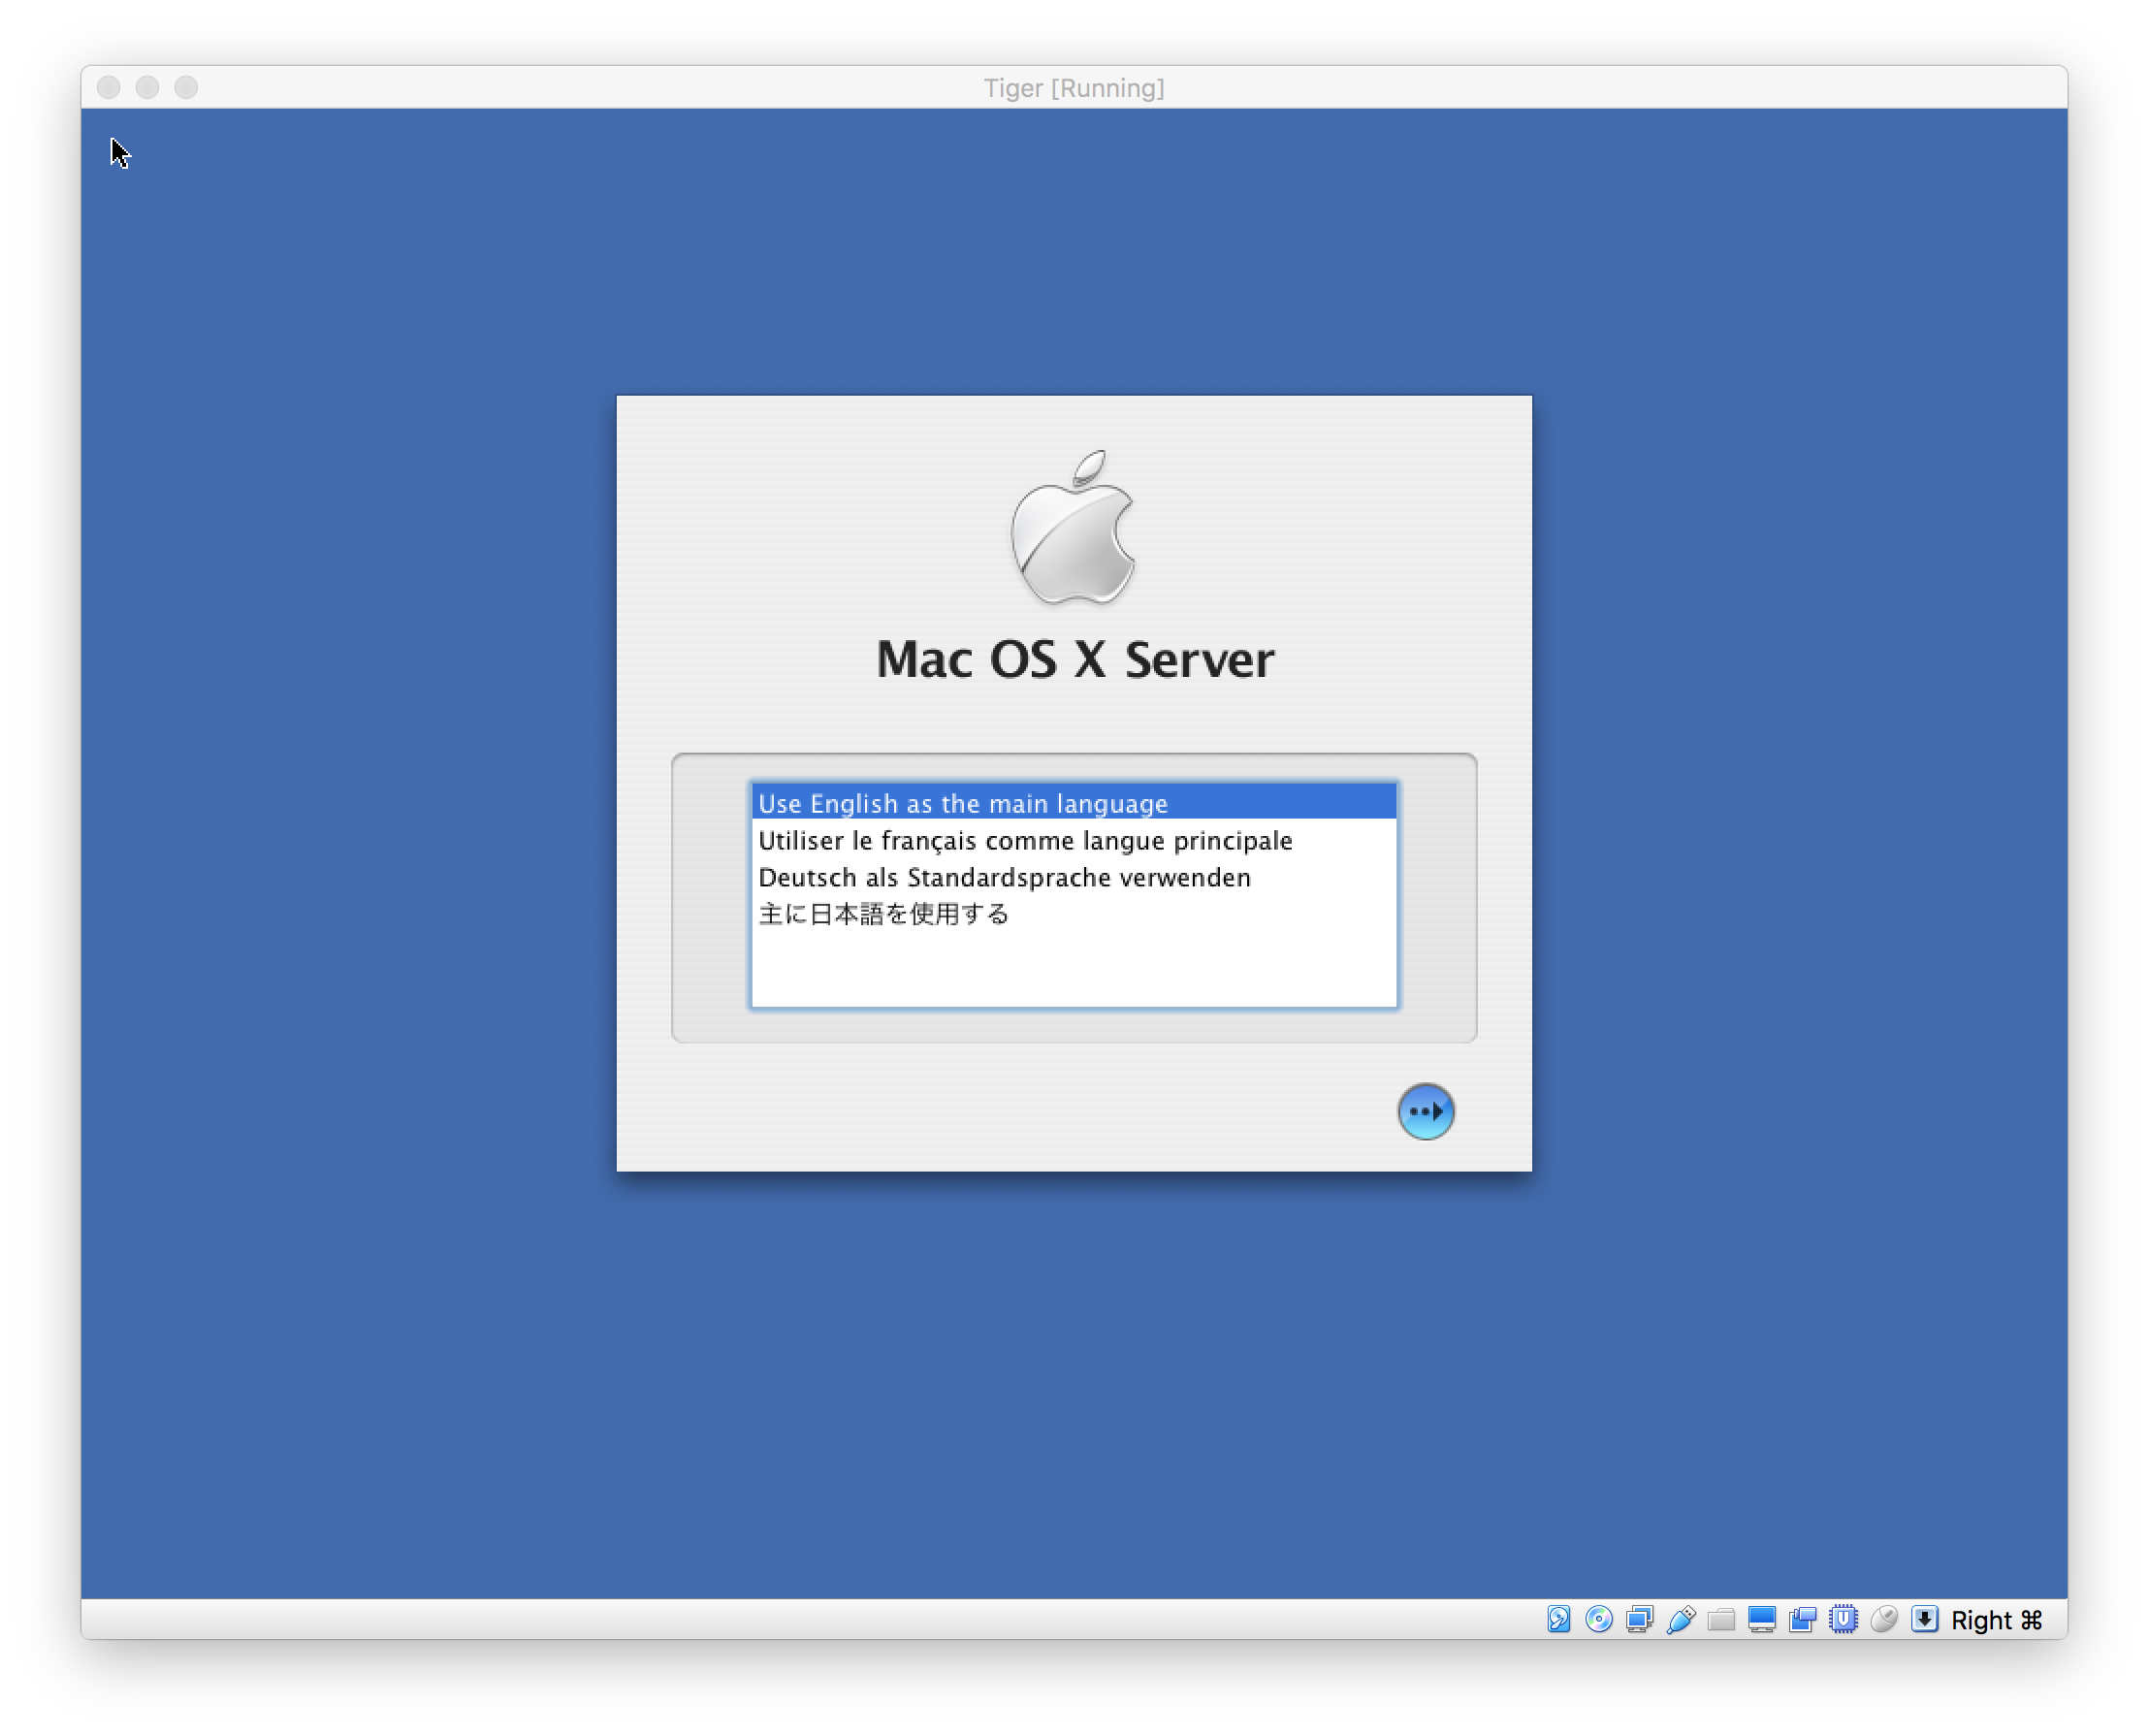 Tiger [Running]
Mac OS X Server
Use English as the main language
Utiliser le français comme langue principale
Deutsch als Standardsprache verwenden
主に日本語を使用する
Right ⌘